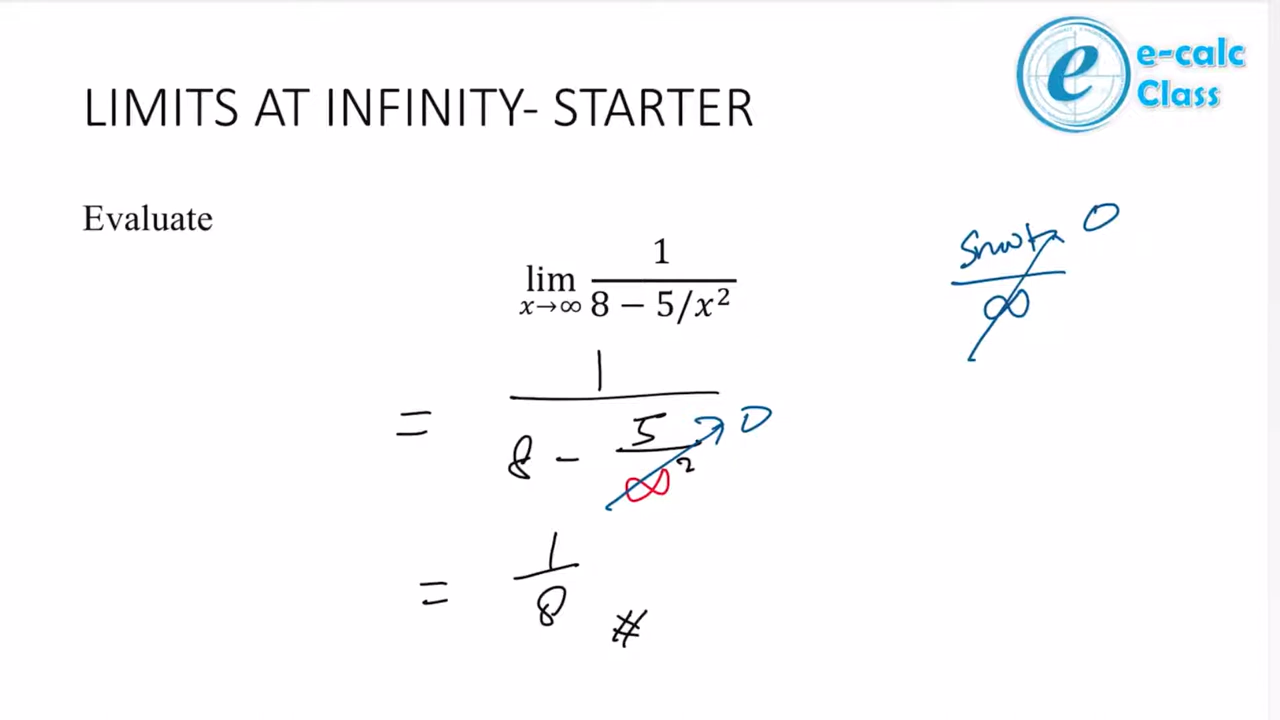 e-calc
Class
LIMITS AT INFINITY- STARTER
Evaluate
lim x→∞ 1 / (8 − 5/x²)
0
∞
= 1 / (8 − 5/∞²) 0
= 1/8 #